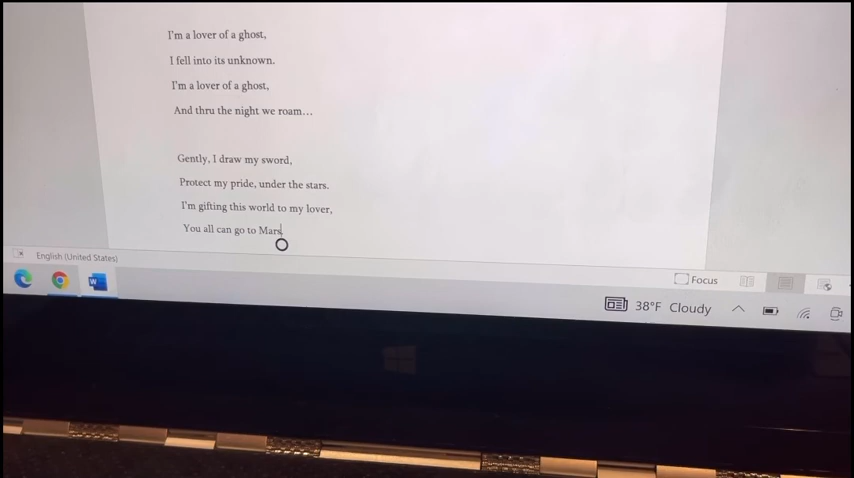 I'm a lover of a ghost,
I fell into its unknown.
I'm a lover of a ghost,
And thru the night we roam...
Gently, I draw my sword,
Protect my pride, under the stars.
I'm gifting this world to my lover,
You all can go to Mars
English (United States)
Focus
W
38°F Cloudy